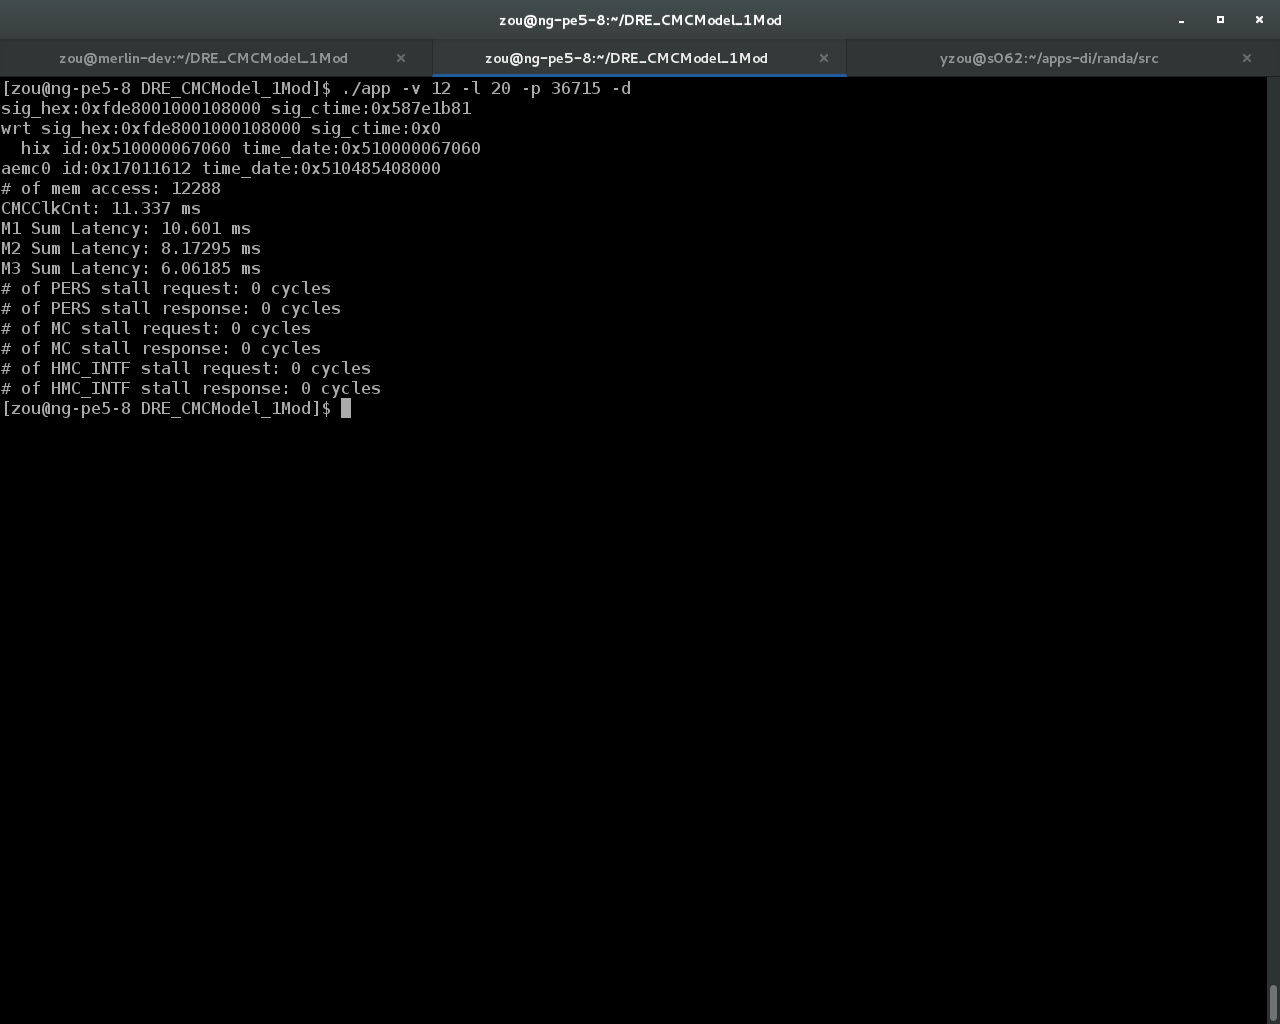 zou@ng-pe5-8:~/DRE_CMCModel_1Mod
zou@merlin-dev:~/DRE_CMCModel_1Mod
zou@ng-pe5-8:~/DRE_CMCModel_1Mod
yzou@s062:~/apps-di/randa/src
[zou@ng-pe5-8 DRE_CMCModel_1Mod]$ ./app -v 12 -l 20 -p 36715 -d
sig_hex:0xfde8001000108000 sig_ctime:0x587e1b81
wrt sig_hex:0xfde8001000108000 sig_ctime:0x0
  hix id:0x510000067060 time_date:0x510000067060
aemc0 id:0x17011612 time_date:0x510485408000
# of mem access: 12288
CMCClkCnt: 11.337 ms
M1 Sum Latency: 10.601 ms
M2 Sum Latency: 8.17295 ms
M3 Sum Latency: 6.06185 ms
# of PERS stall request: 0 cycles
# of PERS stall response: 0 cycles
# of MC stall request: 0 cycles
# of MC stall response: 0 cycles
# of HMC_INTF stall request: 0 cycles
# of HMC_INTF stall response: 0 cycles
[zou@ng-pe5-8 DRE_CMCModel_1Mod]$